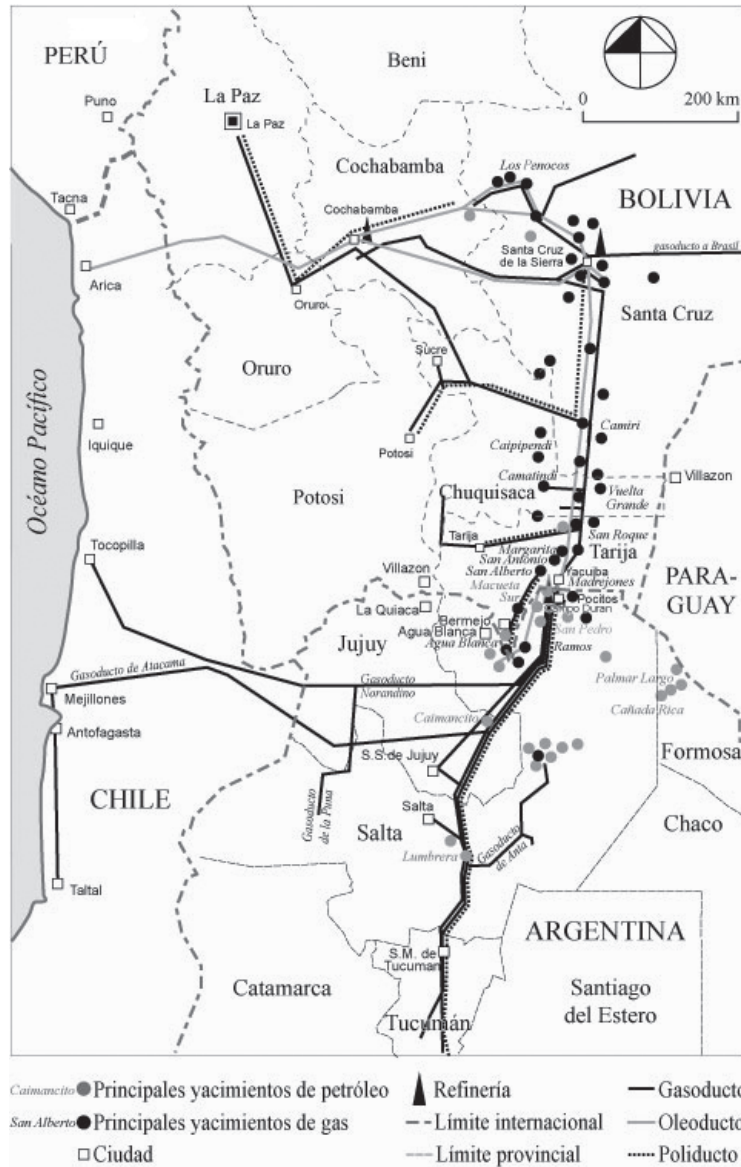 PERÚ
Beni
Puno
La Paz
La Paz
0 200 km
Cochabamba
Los Penocos
BOLIVIA
Tacna
Cochabamba
Santa Cruz
de la Sierra
gasoducto a Brasil
Arica
Oruro
Santa Cruz
Sucre
Oruro
Océano Pacífico
Iquique
Camiri
Potosi
Caipipendi
Villazon
Camatindi
Potosi
Chuquisaca
Vuelta
Grande
San Roque
Tarija
Margarita
Tarija
San Antonio
San Alberto
Tocopilla
Yacuiba
Madrejones
PARA-
GUAY
Villazon
Macueta
Sur
Pocitos
Campo Duran
La Quiaca
Bermejo
Jujuy
Agua Blanca
Agua Blanca
San Pedro
Ramos
Gasoducto de Atacama
Gasoducto
Norandino
Palmar Largo
Mejillones
Cañada Rica
Caimancito
Antofagasta
S.S. de Jujuy
Formosa
CHILE
Gasoducto
de la Puna
Salta
Salta
Chaco
Lumbrera
Gasoducto
de Anta
Taltal
ARGENTINA
S.M. de
Tucuman
Catamarca
Santiago
del Estero
Tucumán
Caimancito Principales yacimientos de petróleo
Refinería
Gasoducto
San Alberto Principales yacimientos de gas
Límite internacional
Oleoducto
Ciudad
Límite provincial
Poliducto